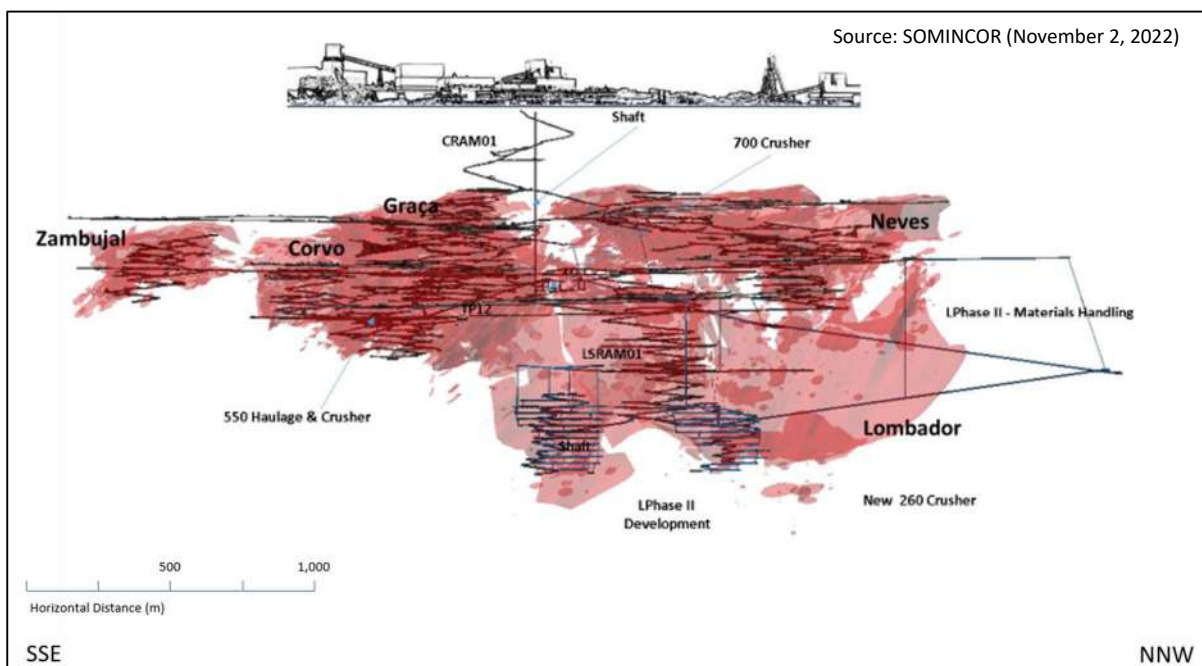 Source: SOMINCOR (November 2, 2022)
Shaft
CRAM01
700 Crusher
Graça
Neves
Zambujal
Corvo
TP12
LPhase II - Materials Handling
LSRAM01
550 Haulage & Crusher
Lombador
Shaft
New 260 Crusher
LPhase II
Development
500
1,000
Horizontal Distance (m)
SSE
NNW